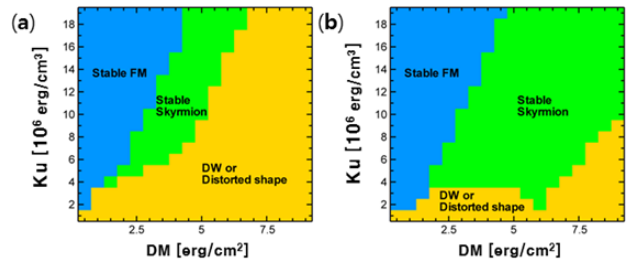 (a)
Ku [10⁶ erg/cm³]
18
16
14
12
10
8
6
4
2
Stable FM
Stable
Skyrmion
DW or
Distorted shape
2.5 5 7.5
DM [erg/cm²]
(b)
Ku [10⁶ erg/cm³]
18
16
14
12
10
8
6
4
2
Stable FM
Stable
Skyrmion
DW or
Distorted shape
2.5 5 7.5
DM [erg/cm²]